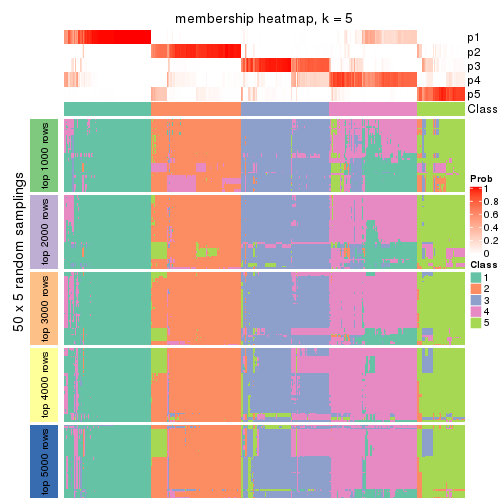 membership heatmap, k = 5
p1
p2
p3
p4
p5
Class
50 x 5 random samplings
top 1000 rows
top 2000 rows
top 3000 rows
top 4000 rows
top 5000 rows
Prob
1
0.8
0.6
0.4
0.2
0
Class
1
2
3
4
5